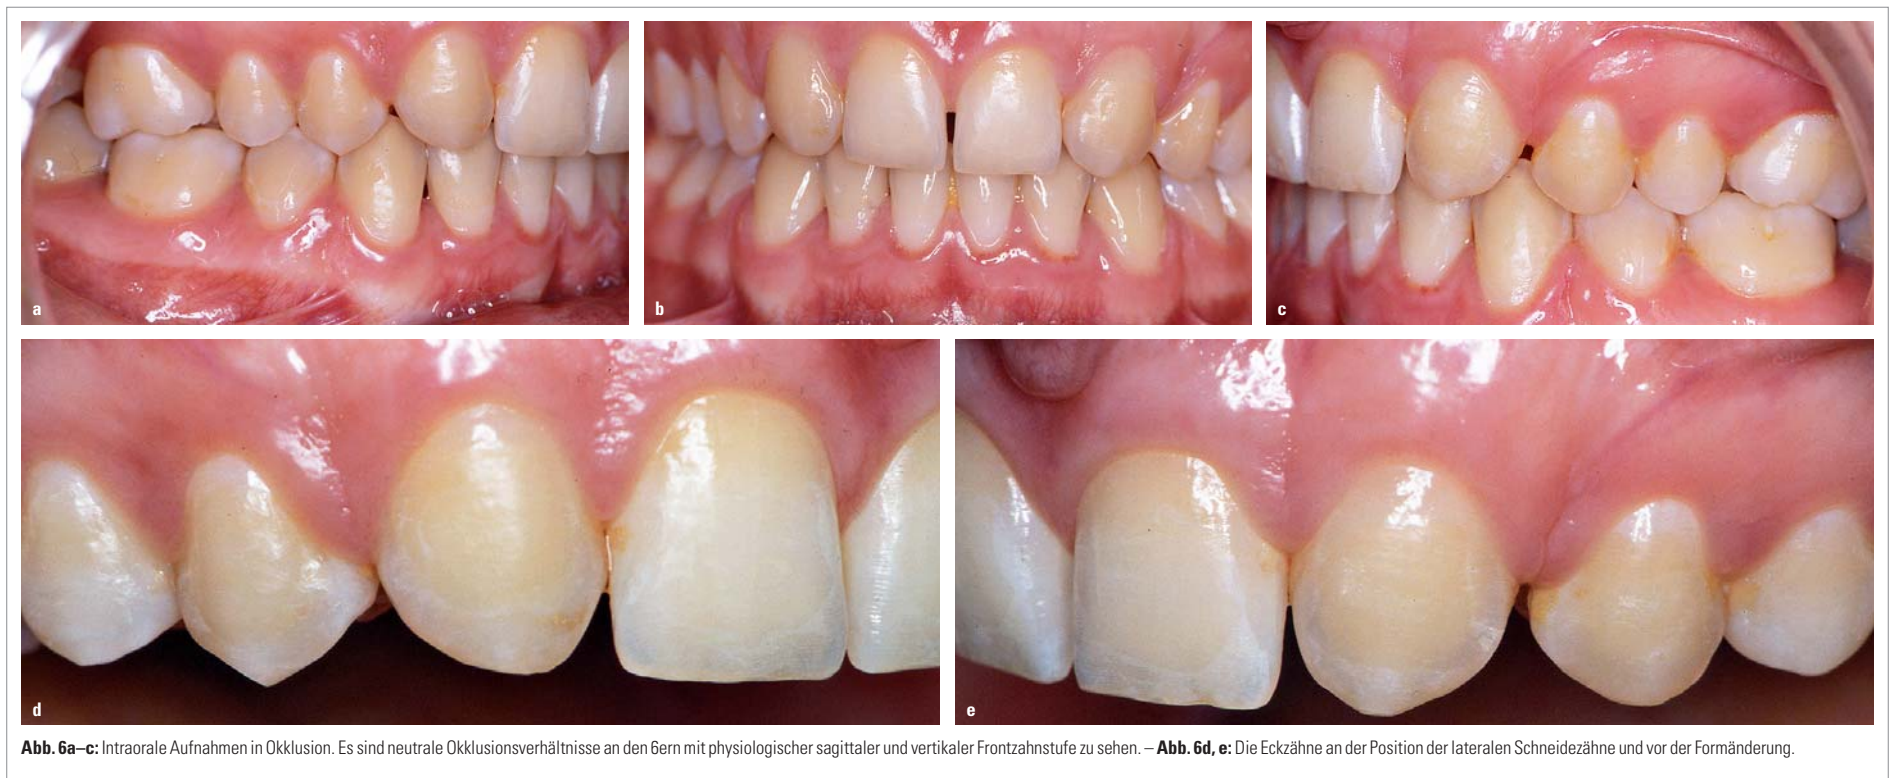 a
b
c
d
e
Abb. 6a–c: Intraorale Aufnahmen in Okklusion. Es sind neutrale Okklusionsverhältnisse an den 6ern mit physiologischer sagittaler und vertikaler Frontzahnstufe zu sehen. – Abb. 6d, e: Die Eckzähne an der Position der lateralen Schneidezähne und vor der Formänderung.